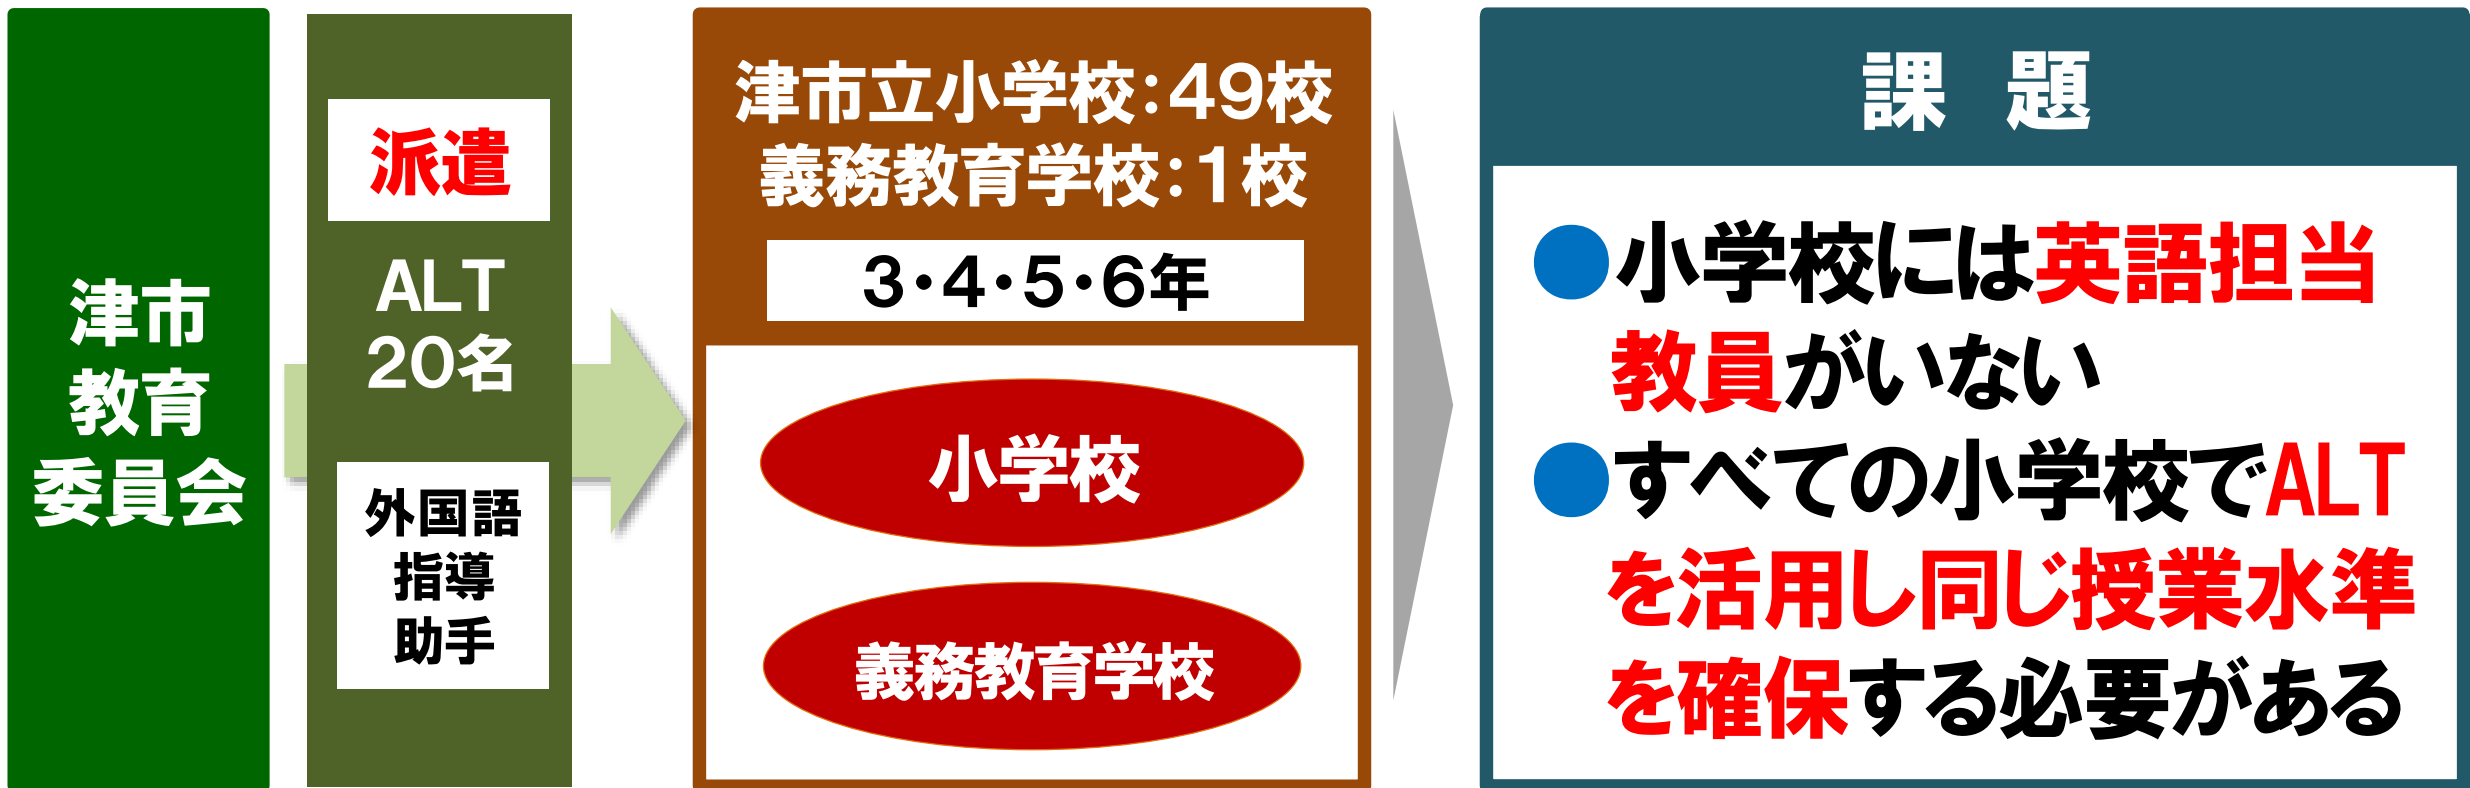 津市
教育
委員会
派遣
ALT
20名
外国語
指導
助手
津市立小学校：49校
義務教育学校：1校
3・4・5・6年
小学校
義務教育学校
課題
●小学校には英語担当
教員がいない
●すべての小学校でALT
を活用し同じ授業水準
を確保する必要がある